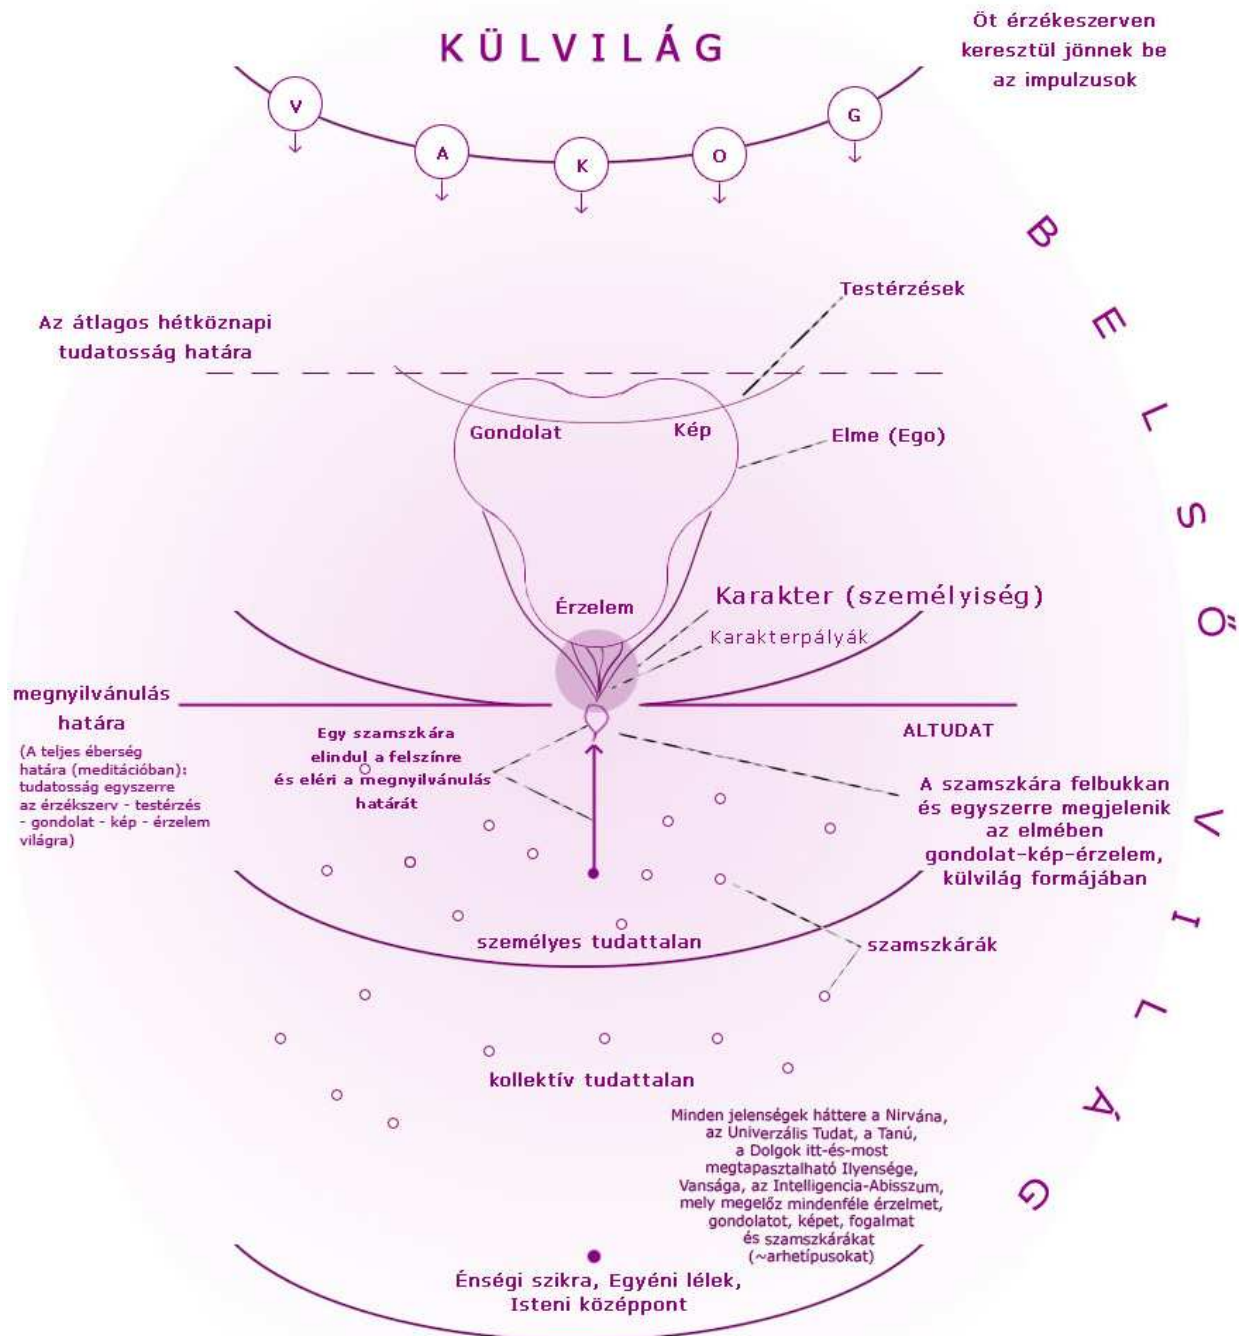 KÜLVILÁG
Öt érzékeszerven
keresztül jönnek be
az impulzusok
V
A
K
O
G
BELSŐ VILÁG
Testérzések
Az átlagos hétköznapi
tudatosság határa
Gondolat
Kép
Elme (Ego)
Érzelem
Karakter (személyiség)
Karakterpályák
megnyilvánulás
határa
(A teljes éberség
határa (meditációban):
tudatosság egyszerre
az érzékszerv - testérzés
- gondolat - kép - érzelem
világra)
Egy szamszkára
elindul a felszínre
és eléri a megnyilvánulás
határát
ALTUDAT
A szamszkára felbukkan
és egyszerre megjelenik
az elmében
gondolat-kép-érzelem,
külvilág formájában
személyes tudattalan
szamszkárák
kollektív tudattalan
Minden jelenségek háttere a Nirvána,
az Univerzális Tudat, a Tanú,
a Dolgok itt-és-most
megtapasztalható Ilyensége,
Vansága, az Intelligencia-Abisszum,
mely megelőz mindenféle érzelmet,
gondolatot, képet, fogalmat
és szamszkárákat
(~arhetípusokat)
Énségi szikra, Egyéni lélek,
Isteni középpont